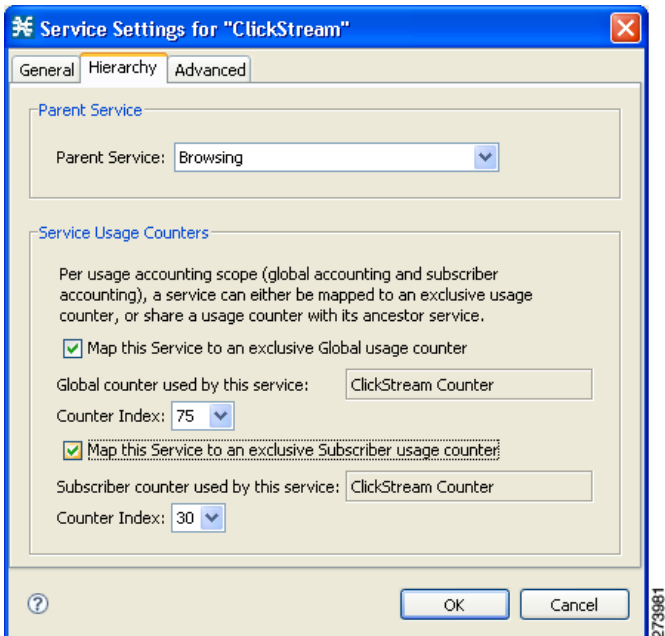 Service Settings for "ClickStream"
General Hierarchy Advanced
Parent Service
Parent Service: Browsing
Service Usage Counters
Per usage accounting scope (global accounting and subscriber
accounting), a service can either be mapped to an exclusive usage
counter, or share a usage counter with its ancestor service.
Map this Service to an exclusive Global usage counter
Global counter used by this service: ClickStream Counter
Counter Index: 75
Map this Service to an exclusive Subscriber usage counter
Subscriber counter used by this service: ClickStream Counter
Counter Index: 30
? OK Cancel
273981